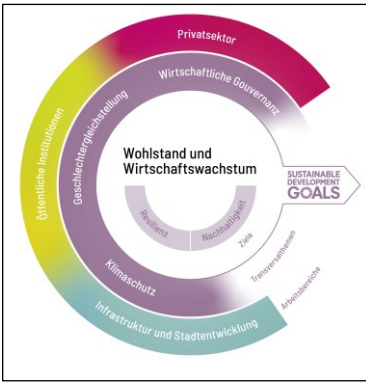 Privatsektor
Wirtschaftliche Gouvernanz
Geschlechtergleichstellung
Öffentliche Institutionen
Wohlstand und
Wirtschaftswachstum
SUSTAINABLE
DEVELOPMENT
GOALS
Resilienz
Nachhaltigkeit
Ziele
Klimaschutz
Transversalthemen
Arbeitsbereiche
Infrastruktur und Stadtentwicklung